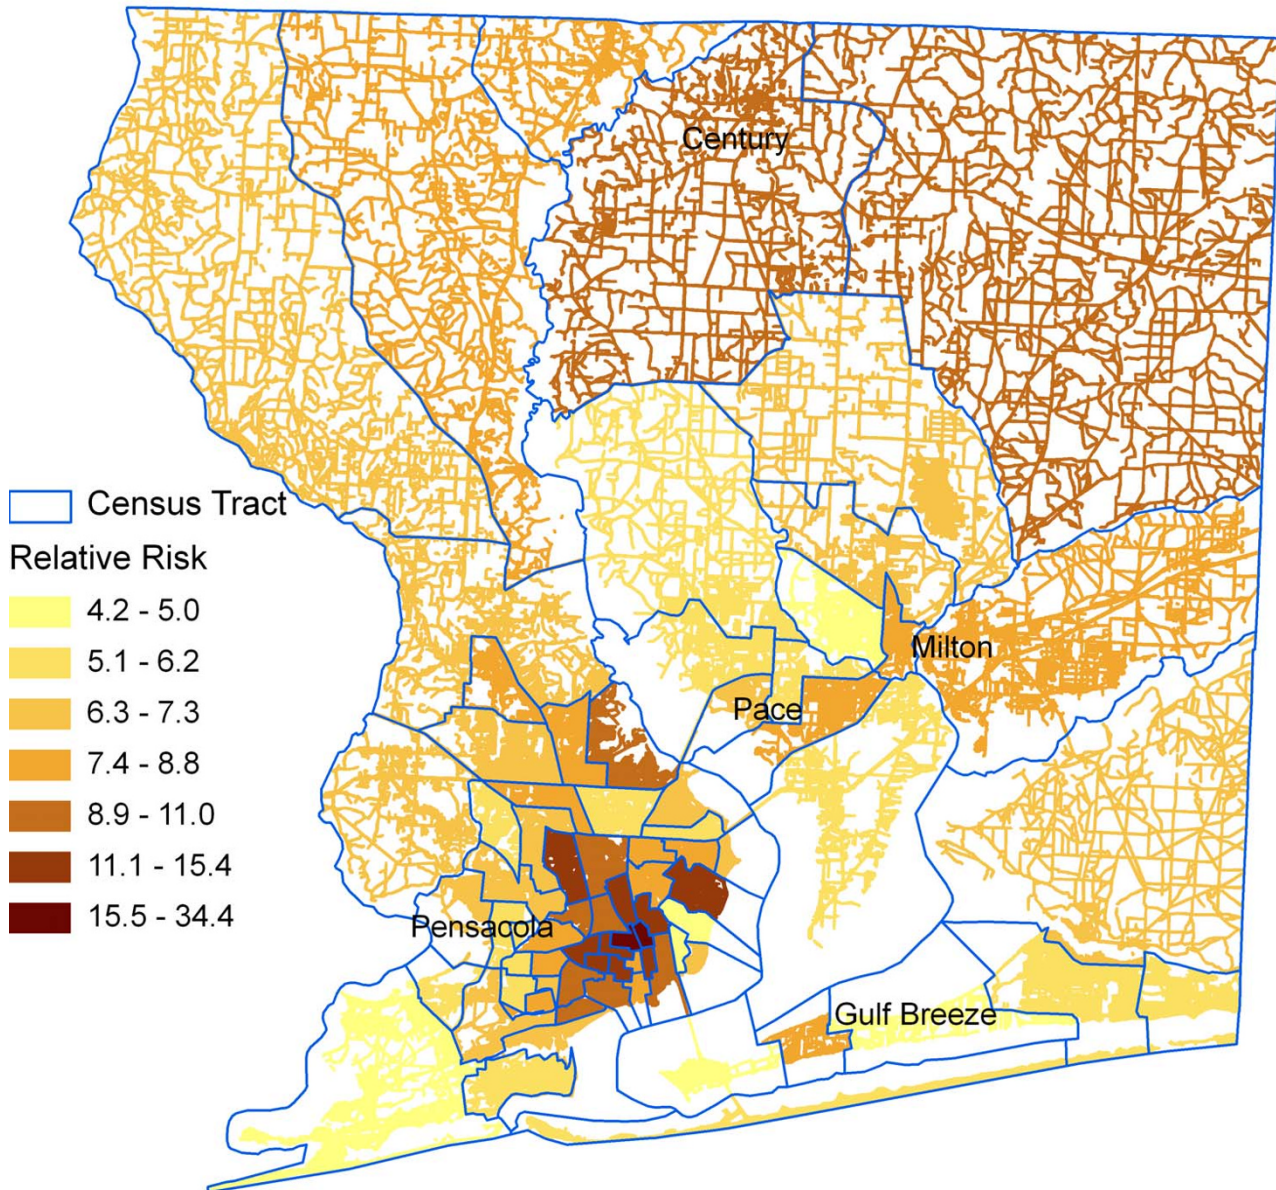 Century
Census Tract
Relative Risk
4.2 - 5.0
5.1 - 6.2
6.3 - 7.3
7.4 - 8.8
8.9 - 11.0
11.1 - 15.4
15.5 - 34.4
Milton
Pace
Pensacola
Gulf Breeze